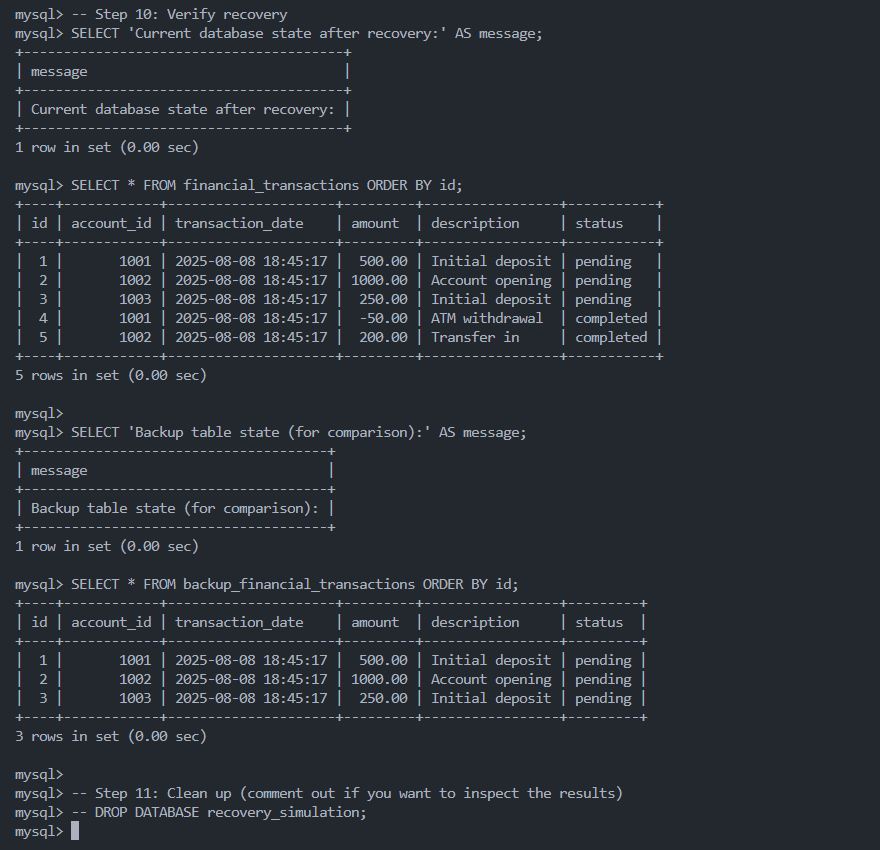 mysql> -- Step 10: Verify recovery
mysql> SELECT 'Current database state after recovery:' AS message;
+----------------------------------------+
| message                                |
+----------------------------------------+
| Current database state after recovery: |
+----------------------------------------+
1 row in set (0.00 sec)

mysql> SELECT * FROM financial_transactions ORDER BY id;
+----+------------+---------------------+---------+-----------------+-----------+
| id | account_id | transaction_date    | amount  | description     | status    |
+----+------------+---------------------+---------+-----------------+-----------+
|  1 |       1001 | 2025-08-08 18:45:17 |  500.00 | Initial deposit | pending   |
|  2 |       1002 | 2025-08-08 18:45:17 | 1000.00 | Account opening | pending   |
|  3 |       1003 | 2025-08-08 18:45:17 |  250.00 | Initial deposit | pending   |
|  4 |       1001 | 2025-08-08 18:45:17 |  -50.00 | ATM withdrawal  | completed |
|  5 |       1002 | 2025-08-08 18:45:17 |  200.00 | Transfer in     | completed |
+----+------------+---------------------+---------+-----------------+-----------+
5 rows in set (0.00 sec)

mysql>
mysql> SELECT 'Backup table state (for comparison):' AS message;
+--------------------------------------+
| message                              |
+--------------------------------------+
| Backup table state (for comparison): |
+--------------------------------------+
1 row in set (0.00 sec)

mysql> SELECT * FROM backup_financial_transactions ORDER BY id;
+----+------------+---------------------+---------+-----------------+---------+
| id | account_id | transaction_date    | amount  | description     | status  |
+----+------------+---------------------+---------+-----------------+---------+
|  1 |       1001 | 2025-08-08 18:45:17 |  500.00 | Initial deposit | pending |
|  2 |       1002 | 2025-08-08 18:45:17 | 1000.00 | Account opening | pending |
|  3 |       1003 | 2025-08-08 18:45:17 |  250.00 | Initial deposit | pending |
+----+------------+---------------------+---------+-----------------+---------+
3 rows in set (0.00 sec)

mysql>
mysql> -- Step 11: Clean up (comment out if you want to inspect the results)
mysql> -- DROP DATABASE recovery_simulation;
mysql>